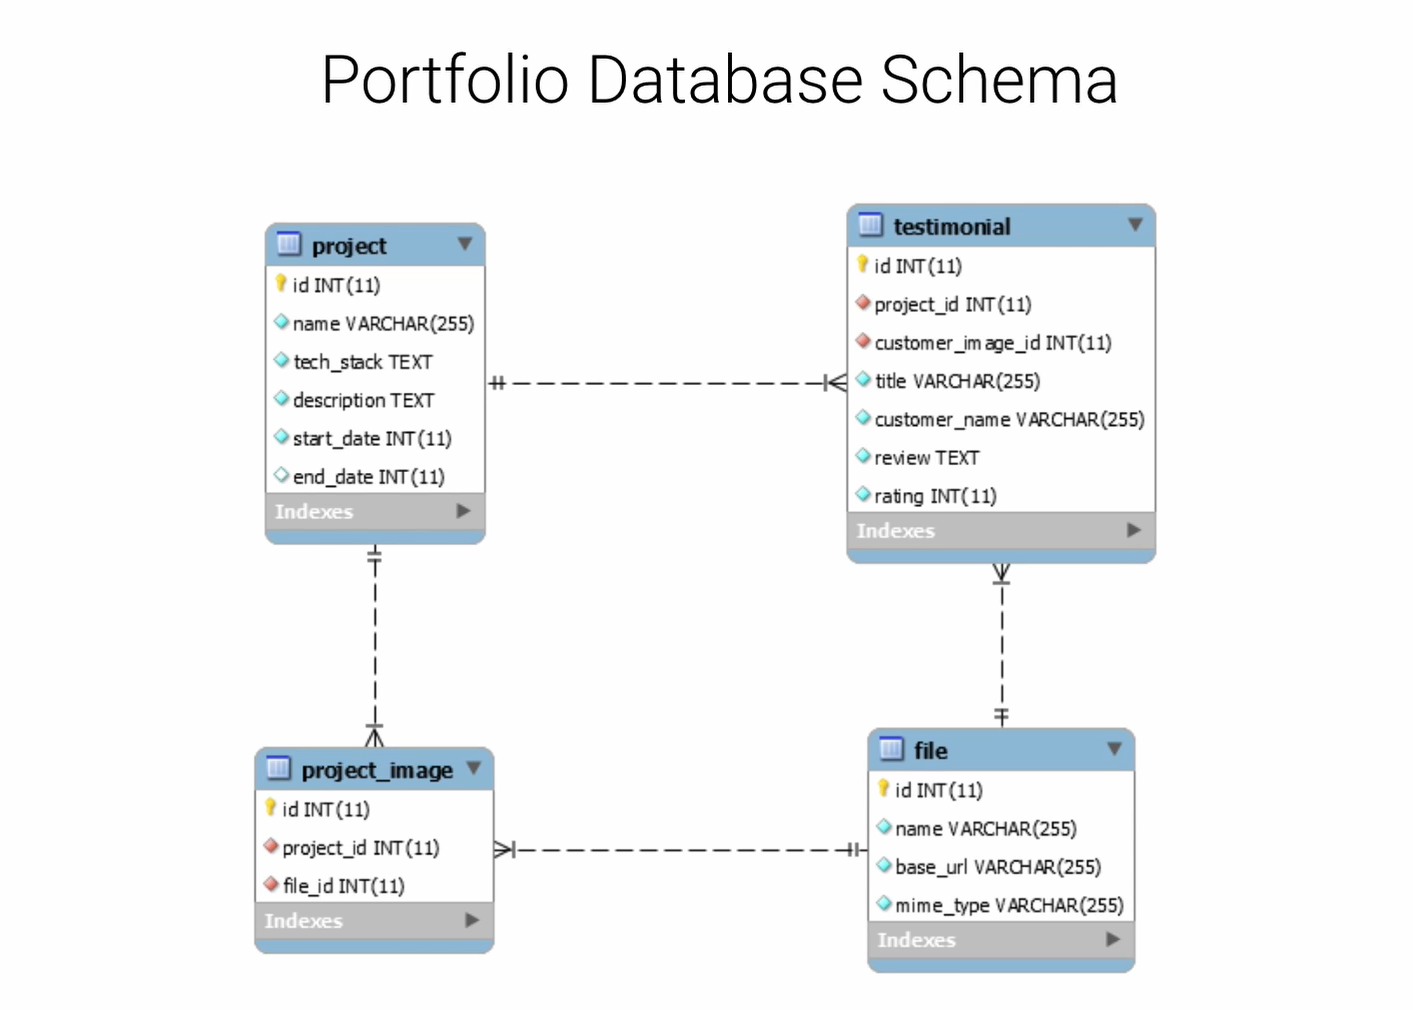 Portfolio Database Schema
project
id INT(11)
name VARCHAR(255)
tech_stack TEXT
description TEXT
start_date INT(11)
end_date INT(11)
Indexes
testimonial
id INT(11)
project_id INT(11)
customer_image_id INT(11)
title VARCHAR(255)
customer_name VARCHAR(255)
review TEXT
rating INT(11)
Indexes
project_image
id INT(11)
project_id INT(11)
file_id INT(11)
Indexes
file
id INT(11)
name VARCHAR(255)
base_url VARCHAR(255)
mime_type VARCHAR(255)
Indexes